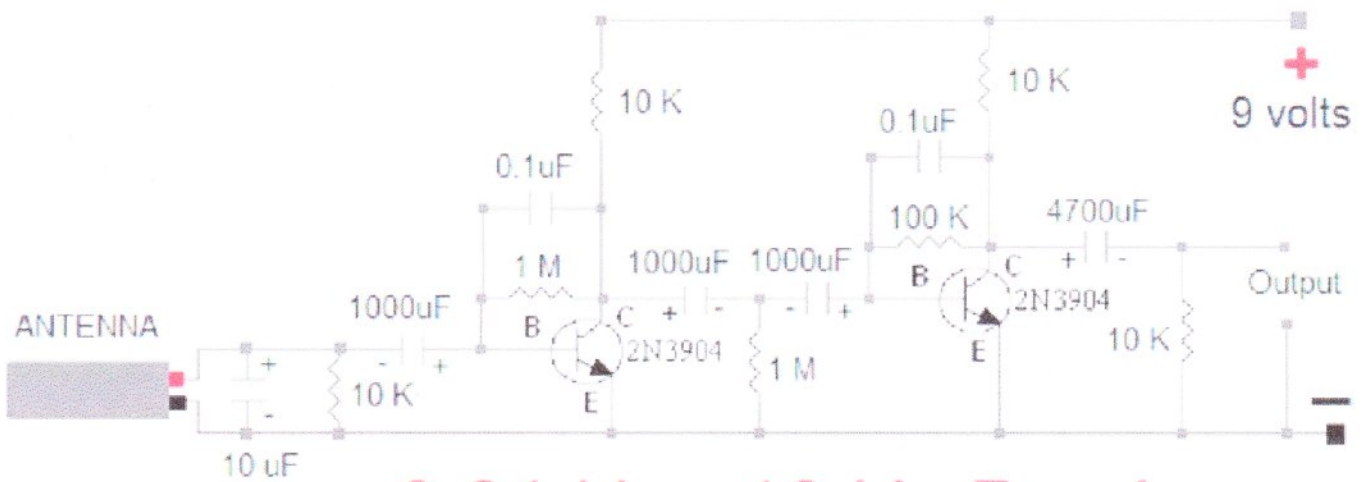 10 K
10 K
+
9 volts
0.1uF
0.1uF
100 K
4700uF
1 M
1000uF
1000uF
B
C
+
-
Output
1000uF
B
C
+
-
-
+
2N3904
ANTENNA
2N3904
E
10 K
-
+
1 M
+
10 K
E
-
-
10 uF